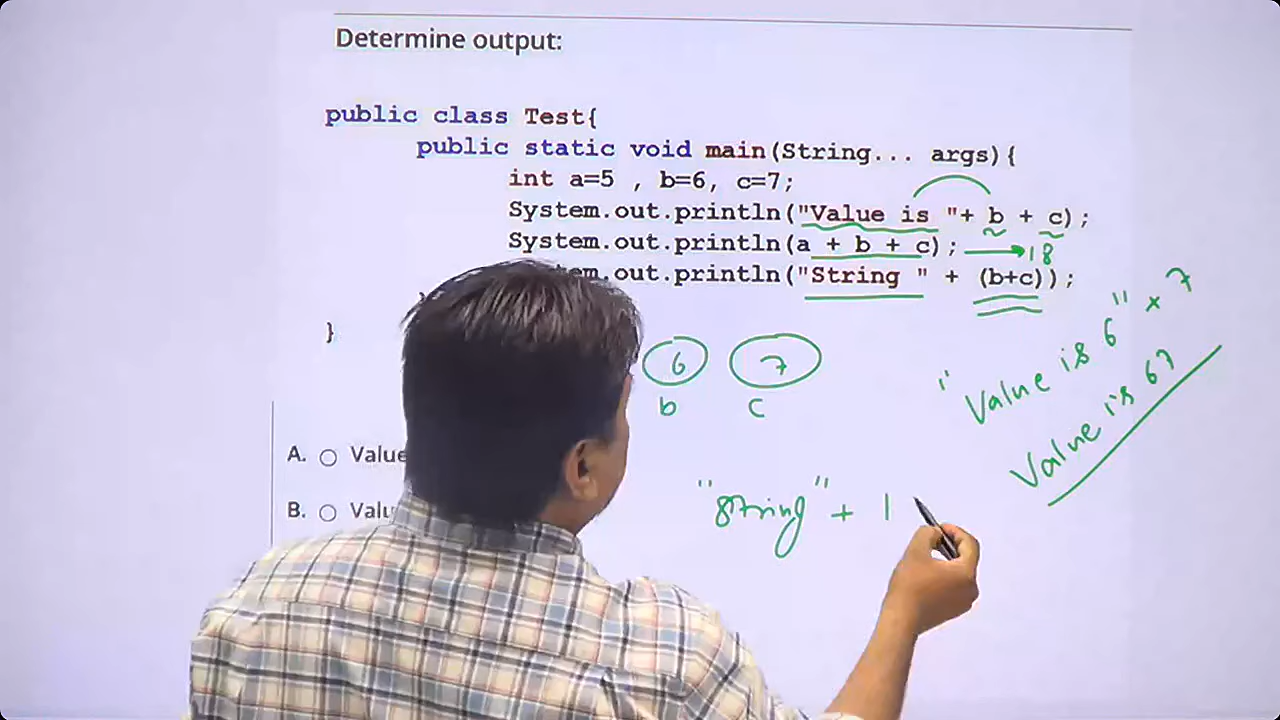 Determine output:
public class Test{
public static void main(String... args){
int a=5 , b=6, c=7;
System.out.println("Value is "+ b + c);
System.out.println(a + b + c); → 18
em.out.println("String " + (b+c));
}
6 7
b c
"Value is 6" + 7
Value is 67
"string" + 1
A. Value
B. Valu